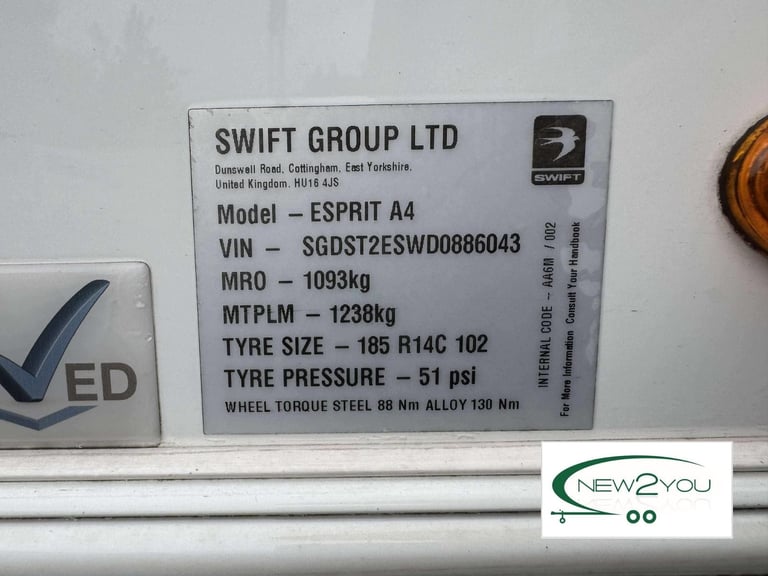 SWIFT GROUP LTD
Dunswell Road, Cottingham, East Yorkshire.
United Kingdom. HU16 4JS
SWIFT
Model – ESPRIT A4
VIN – SGDST2ESWD0886043
MRO – 1093kg
MTPLM – 1238kg
TYRE SIZE – 185 R14C 102
TYRE PRESSURE – 51 psi
WHEEL TORQUE STEEL 88 Nm ALLOY 130 Nm
INTERNAL CODE – AA6M / 002
For More Information Consult Your Handbook
ED
NEW2YOU